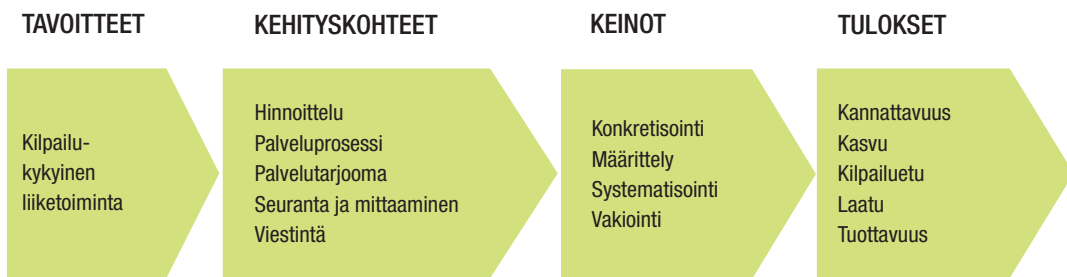 TAVOITTEET
Kilpailu-
kykyinen
liiketoiminta
KEHITYSKOHTEET
Hinnoittelu
Palveluprosessi
Palvelutarjooma
Seuranta ja mittaaminen
Viestintä
KEINOT
Konkretisointi
Määrittely
Systematisointi
Vakiointi
TULOKSET
Kannattavuus
Kasvu
Kilpailuetu
Laatu
Tuottavuus